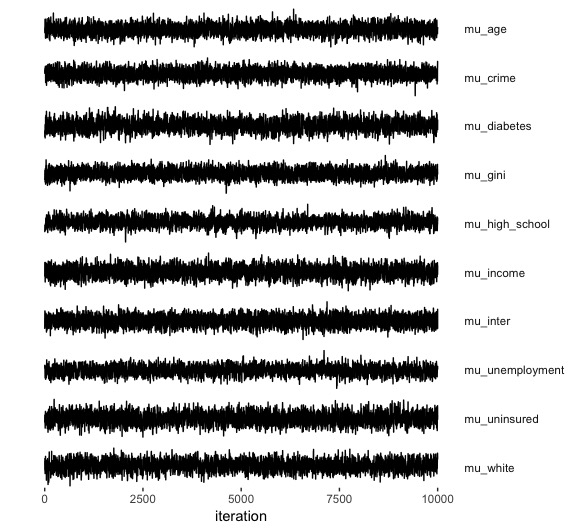 mu_age
mu_crime
mu_diabetes
mu_gini
mu_high_school
mu_income
mu_inter
mu_unemployment
mu_uninsured
mu_white
0 2500 5000 7500 10000
iteration